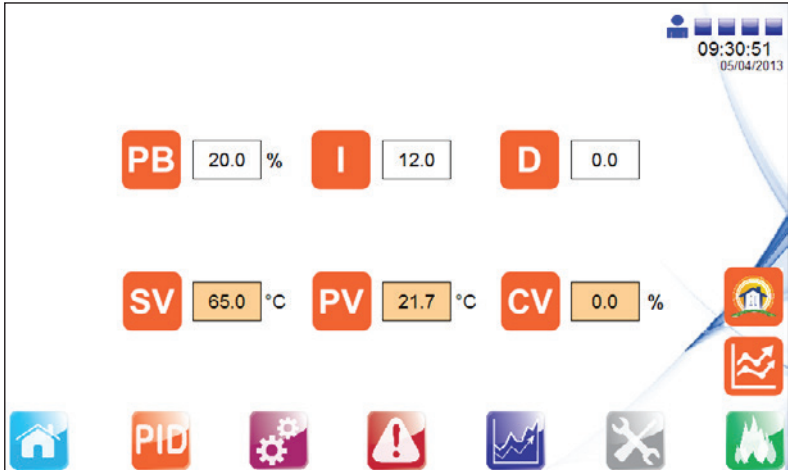 09:30:51
05/04/2013
PB 20.0 % I 12.0 D 0.0
SV 65.0 °C PV 21.7 °C CV 0.0 %
PID